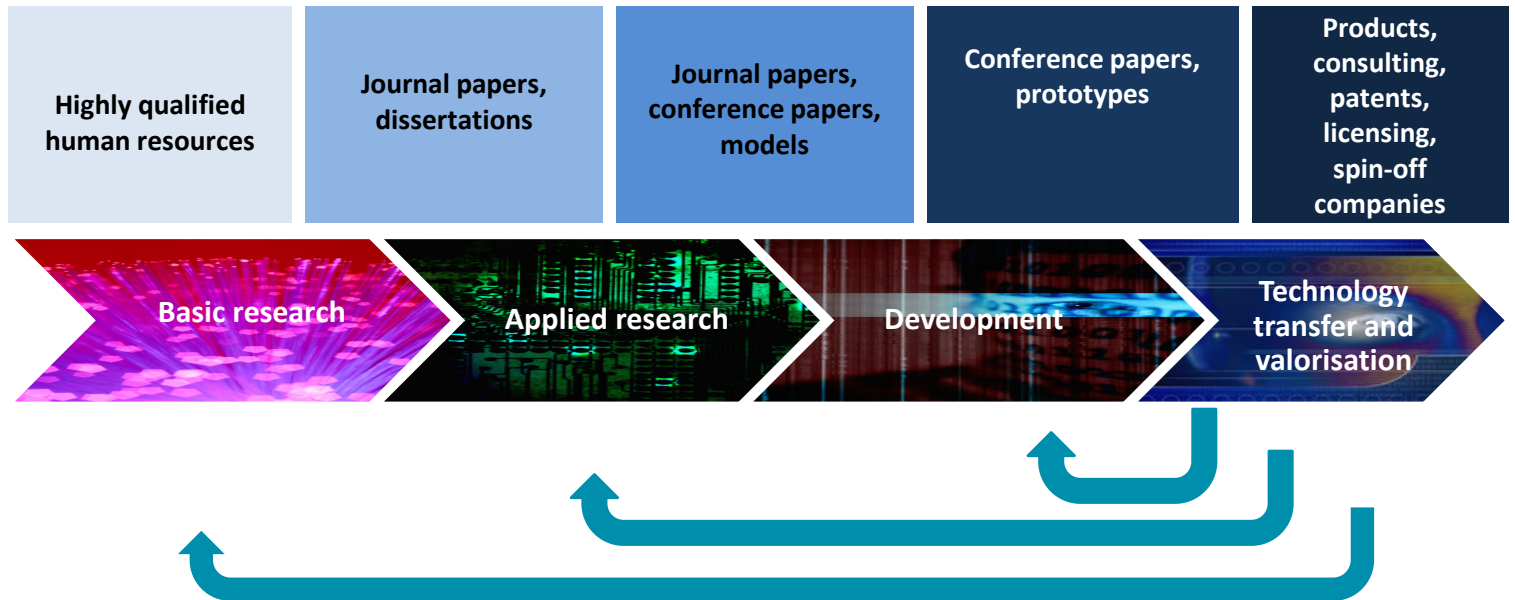 Highly qualified
human resources
Journal papers,
dissertations
Journal papers,
conference papers,
models
Conference papers,
prototypes
Products,
consulting,
patents,
licensing,
spin-off
companies
Basic research
Applied research
Development
Technology
transfer and
valorisation